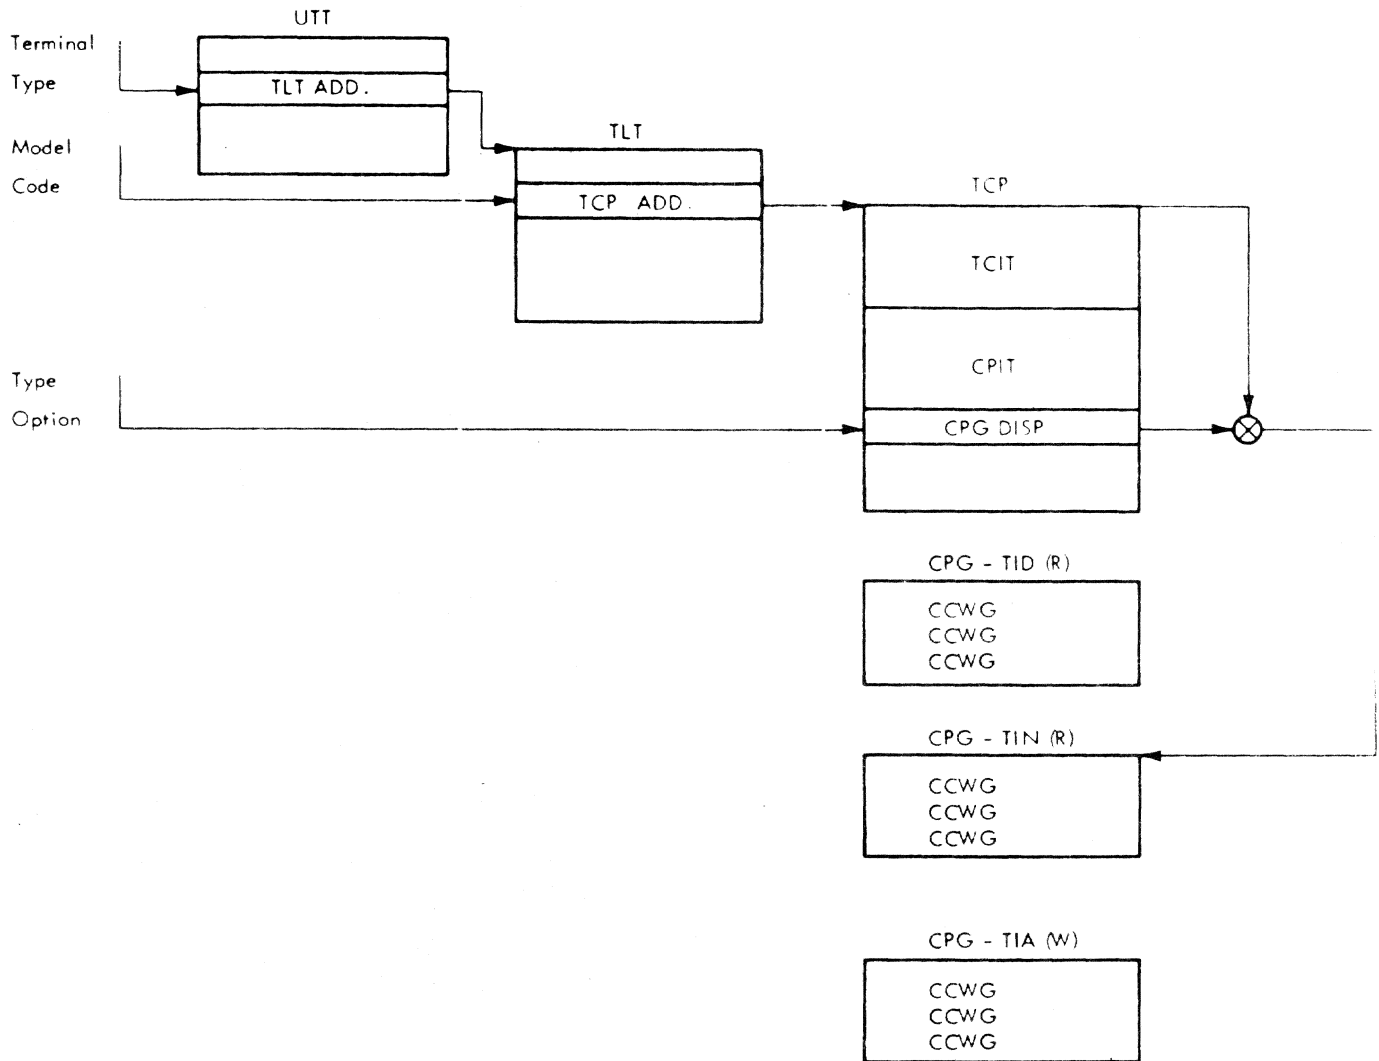 UTT
Terminal
Type
TLT ADD.
TLT
Model
Code
TCP ADD.
TCP
TCIT
CPIT
Type
Option
CPG DISP
CPG - TID (R)
CCWG
CCWG
CCWG
CPG - TIN (R)
CCWG
CCWG
CCWG
CPG - TIA (W)
CCWG
CCWG
CCWG